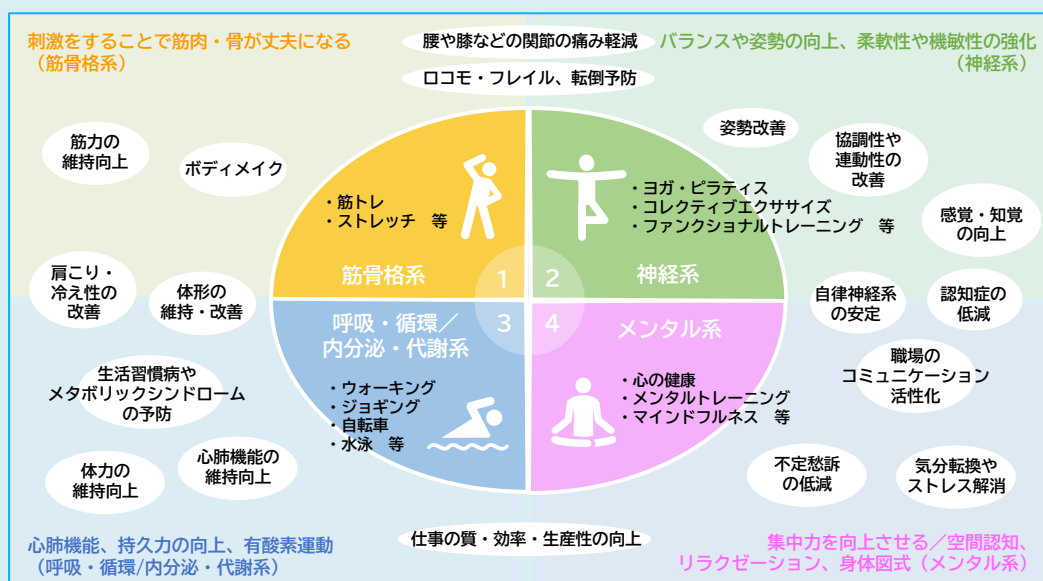 刺激をすることで筋肉・骨が丈夫になる
（筋骨格系）
腰や膝などの関節の痛み軽減
ロコモ・フレイル、転倒予防
バランスや姿勢の向上、柔軟性や機敏性の強化
（神経系）
筋力の
維持向上
ボディメイク
姿勢改善
協調性や
連動性の
改善
感覚・知覚
の向上
・筋トレ
・ストレッチ　等
筋骨格系
1
・ヨガ・ピラティス
・コレクティブエクササイズ
・ファンクショナルトレーニング　等
2
神経系
肩こり・
冷え性の
改善
体形の
維持・改善
自律神経系
の安定
認知症の
低減
呼吸・循環／
内分泌・代謝系
3
・ウォーキング
・ジョギング
・自転車
・水泳　等
4
メンタル系
・心の健康
・メンタルトレーニング
・マインドフルネス　等
生活習慣病や
メタボリックシンドローム
の予防
職場の
コミュニケーション
活性化
体力の
維持向上
心肺機能の
維持向上
不定愁訴
の低減
気分転換や
ストレス解消
仕事の質・効率・生産性の向上
心肺機能、持久力の向上、有酸素運動
（呼吸・循環/内分泌・代謝系）
集中力を向上させる／空間認知、
リラクゼーション、身体図式（メンタル系）